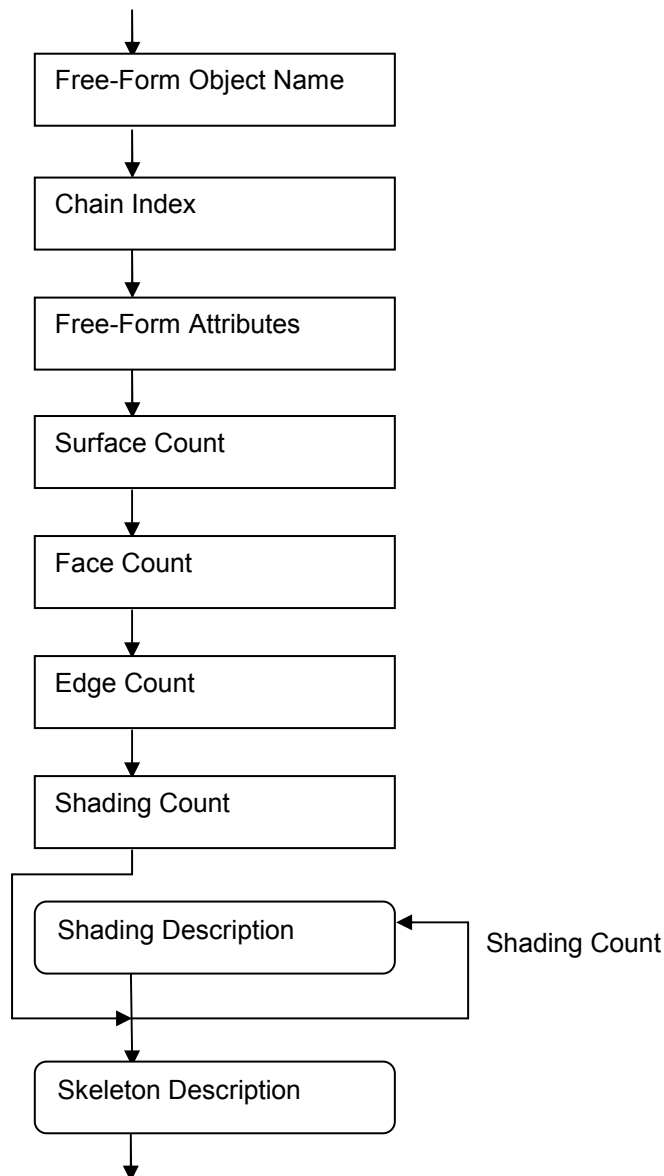 Free-Form Object Name
Chain Index
Free-Form Attributes
Surface Count
Face Count
Edge Count
Shading Count
Shading Description
Shading Count
Skeleton Description